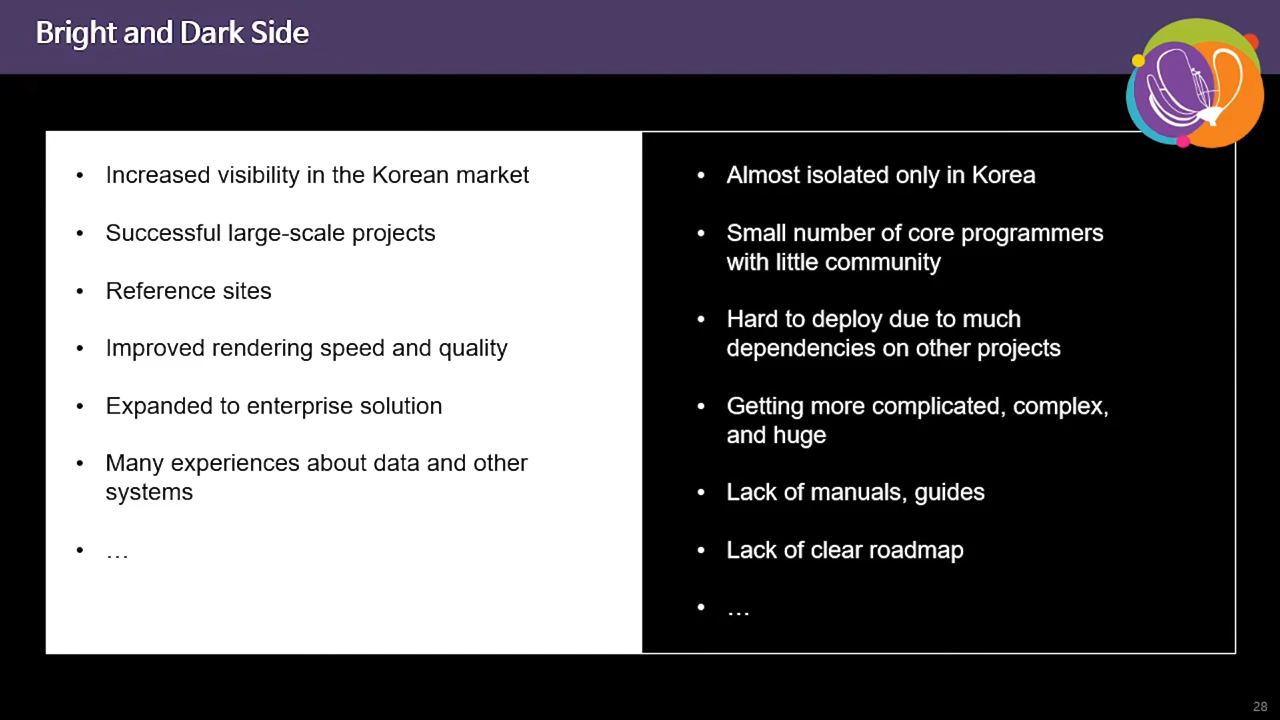 Bright and Dark Side
• Increased visibility in the Korean market
• Successful large-scale projects
• Reference sites
• Improved rendering speed and quality
• Expanded to enterprise solution
• Many experiences about data and other
systems
• …
• Almost isolated only in Korea
• Small number of core programmers
with little community
• Hard to deploy due to much
dependencies on other projects
• Getting more complicated, complex,
and huge
• Lack of manuals, guides
• Lack of clear roadmap
• …
28